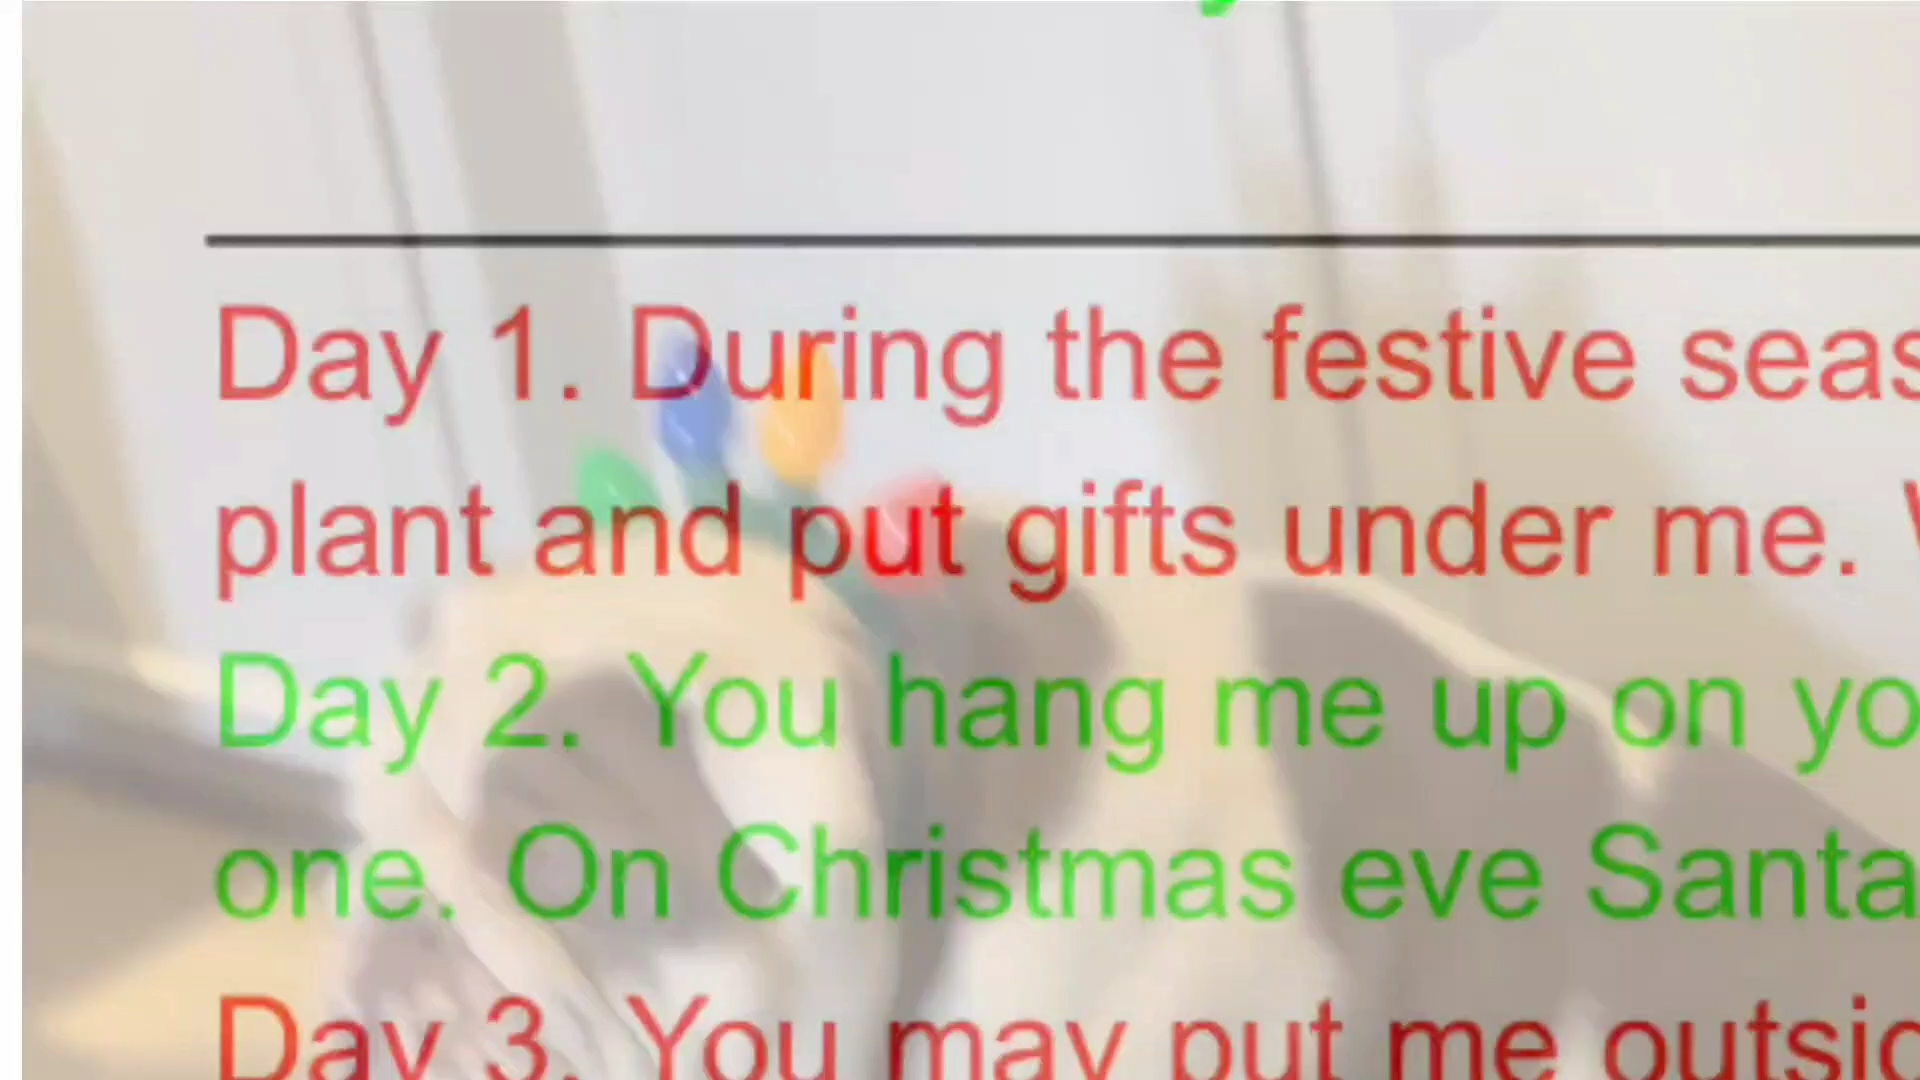 Day 1. During the festive seas
plant and put gifts under me.
Day 2. You hang me up on yo
one. On Christmas eve Santa
Day 3. You may put me outsid